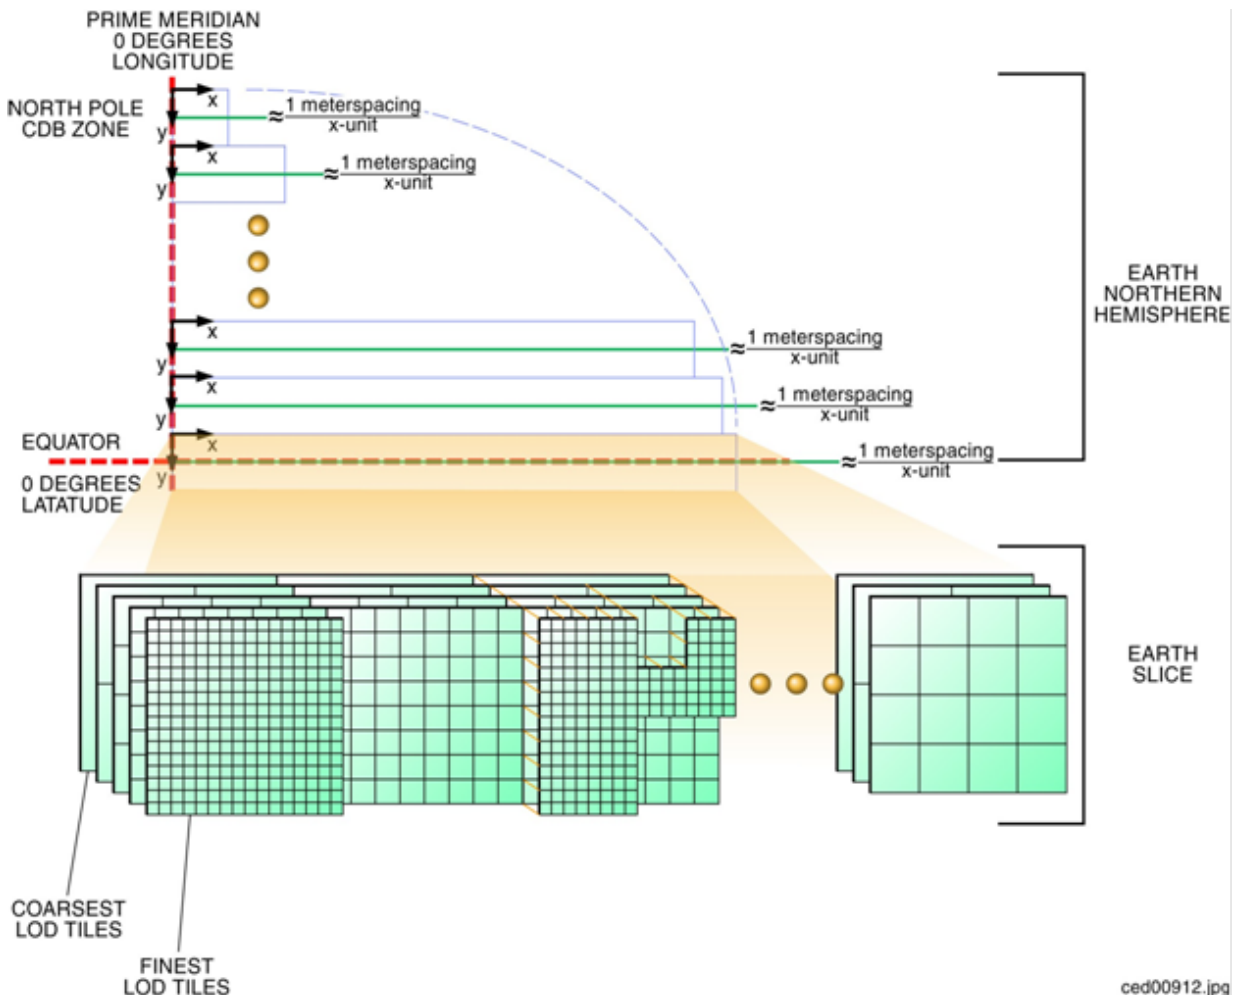 PRIME MERIDIAN
0 DEGREES
LONGITUDE
NORTH POLE
CDB ZONE
x
y
≈ 1 meterspacing
x-unit
x
y
≈ 1 meterspacing
x-unit
EARTH
NORTHERN
HEMISPHERE
x
y
≈ 1 meterspacing
x-unit
x
y
≈ 1 meterspacing
x-unit
EQUATOR
x
y
≈ 1 meterspacing
x-unit
0 DEGREES
LATATUDE
EARTH
SLICE
COARSEST
LOD TILES
FINEST
LOD TILES
ced00912.jpg